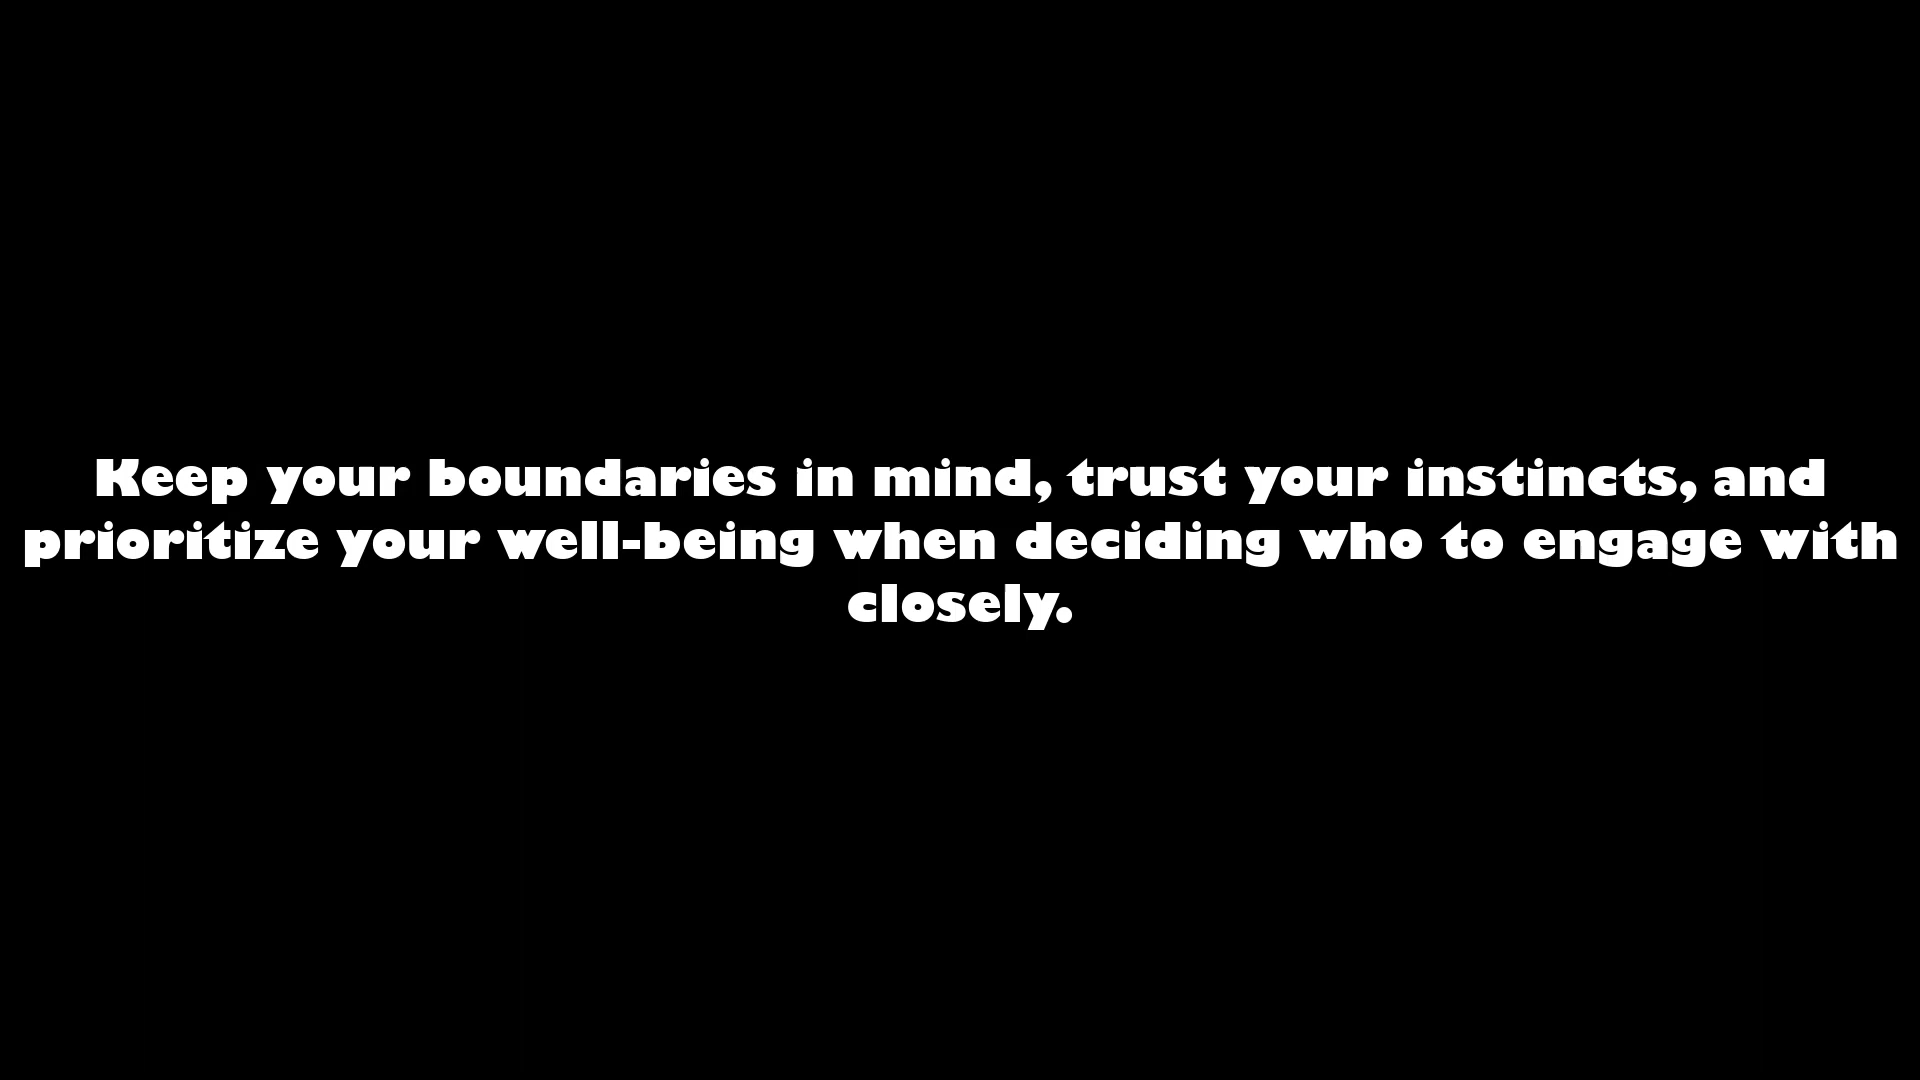 Keep your boundaries in mind, trust your instincts, and
prioritize your well-being when deciding who to engage with
closely.